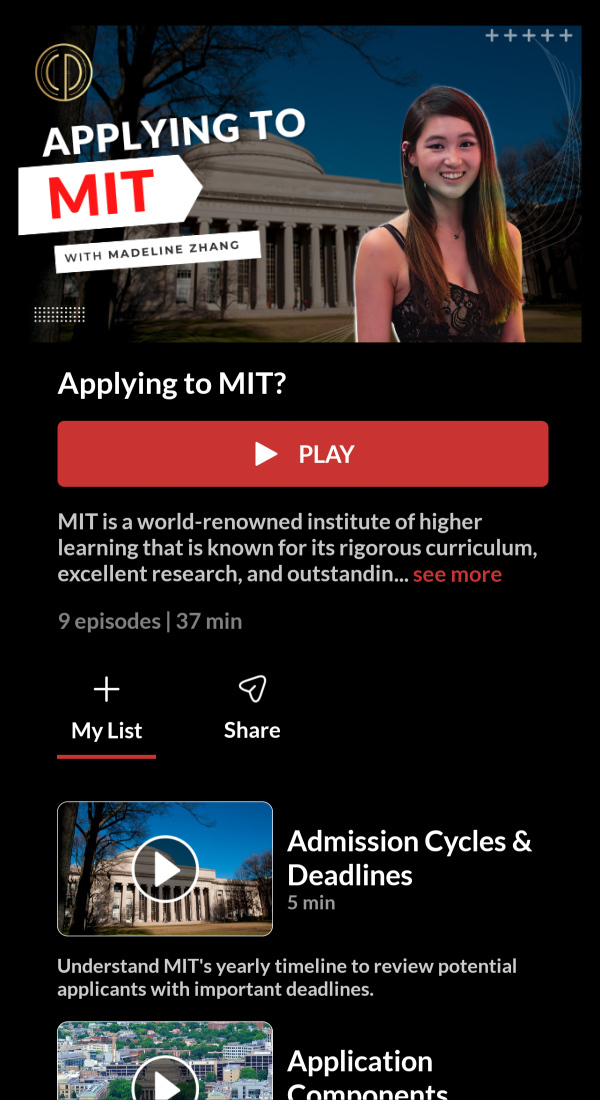 APPLYING TO
MIT
WITH MADELINE ZHANG
Applying to MIT?
PLAY
MIT is a world-renowned institute of higher
learning that is known for its rigorous curriculum,
excellent research, and outstandin... see more
9 episodes | 37 min
My List
Share
Admission Cycles &
Deadlines
5 min
Understand MIT's yearly timeline to review potential
applicants with important deadlines.
Application
Components